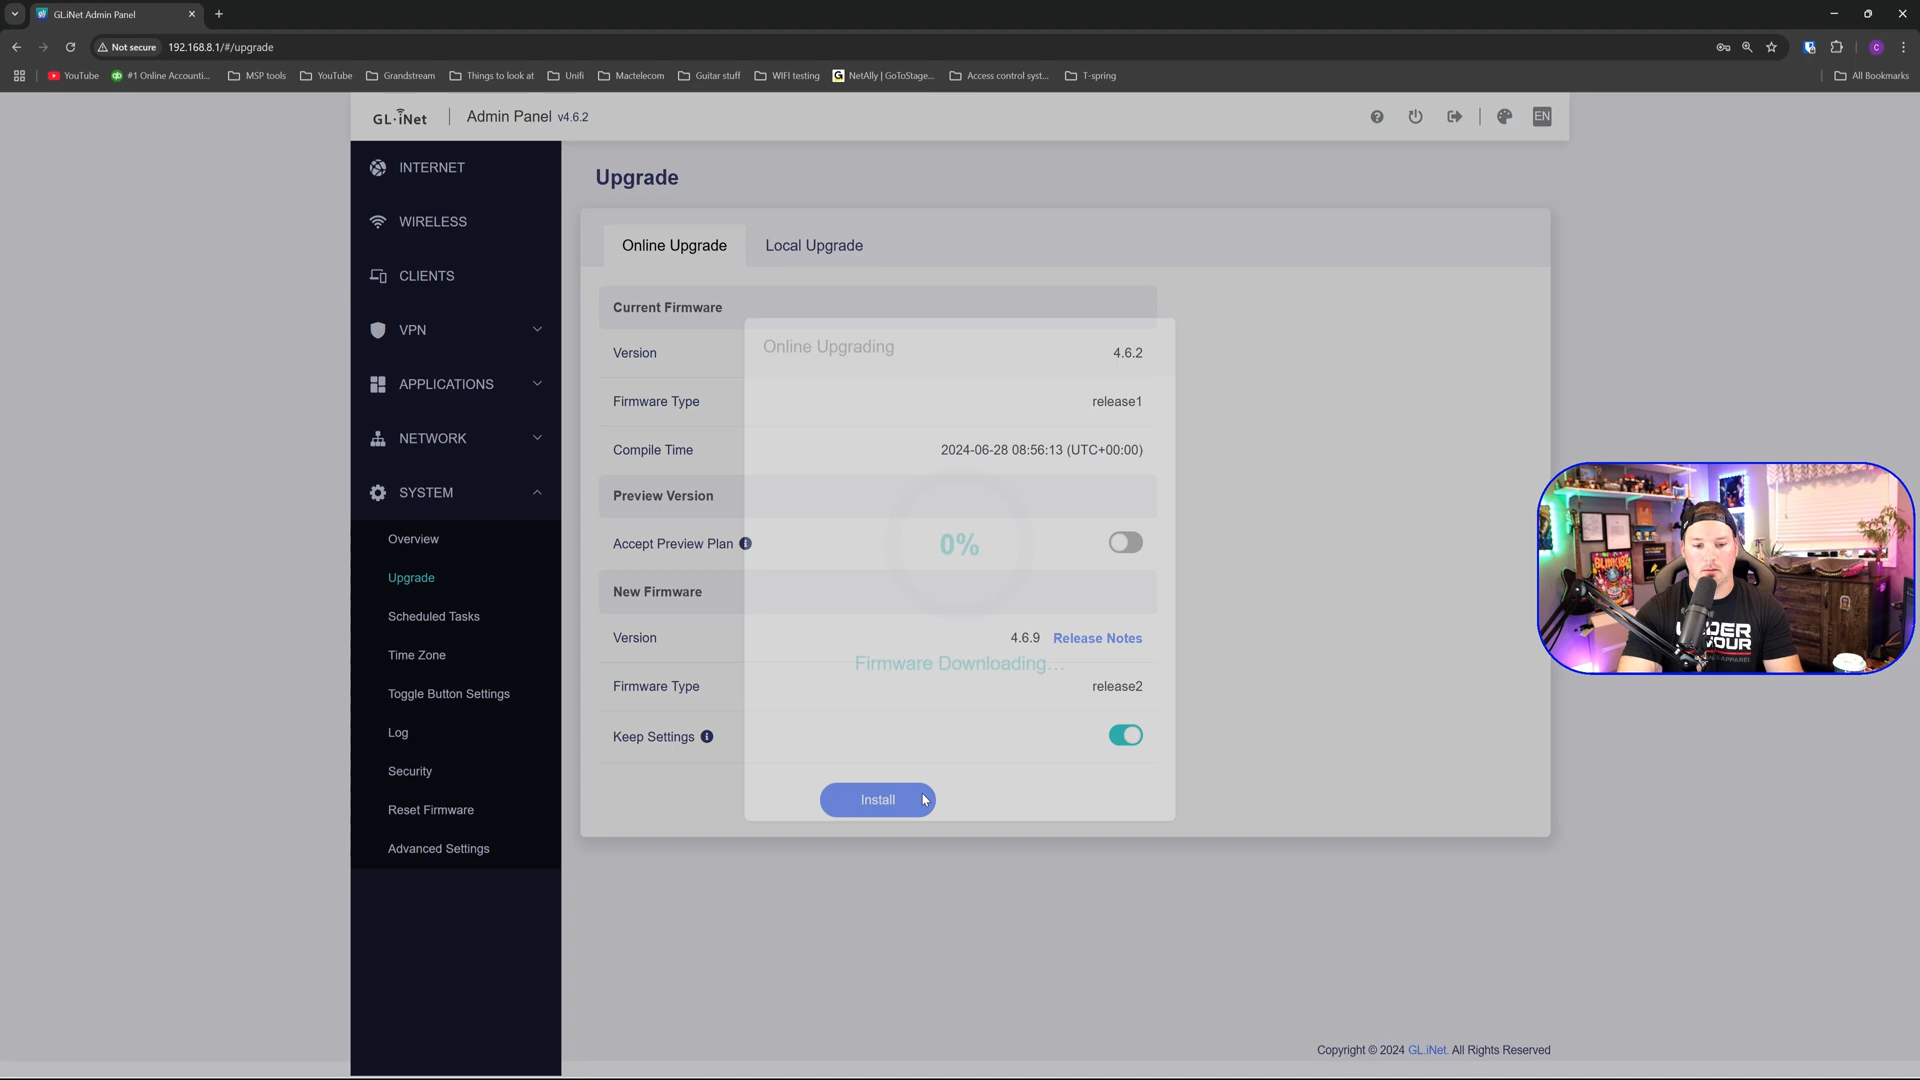 GL.iNet Admin Panel
Not secure 192.168.8.1/#/upgrade
C
YouTube
#1 Online Accounti...
MSP tools
YouTube
Grandstream
Things to look at
Unifi
Mactelecom
Guitar stuff
WIFI testing
NetAlly | GoToStage...
Access control syst...
T-spring
All Bookmarks
GL·iNet
Admin Panel v4.6.2
EN
INTERNET
WIRELESS
CLIENTS
VPN
APPLICATIONS
NETWORK
SYSTEM
Overview
Upgrade
Scheduled Tasks
Time Zone
Toggle Button Settings
Log
Security
Reset Firmware
Advanced Settings
Upgrade
Online Upgrade
Local Upgrade
Current Firmware
Online Upgrading
Version 4.6.2
Firmware Type release1
Compile Time 2024-06-28 08:56:13 (UTC+00:00)
Preview Version
Accept Preview Plan
0%
New Firmware
Version 4.6.9 Release Notes
Firmware Downloading...
Firmware Type release2
Keep Settings
Install
Copyright © 2024 GL.iNet. All Rights Reserved